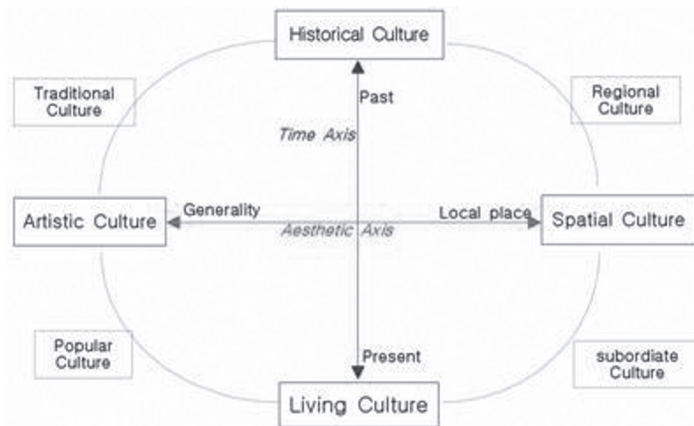 Historical Culture
Traditional
Culture
Past
Regional
Culture
Time Axis
Artistic Culture
Generality
Local place
Spatial Culture
Aesthetic Axis
Popular
Culture
Present
subordiate
Culture
Living Culture